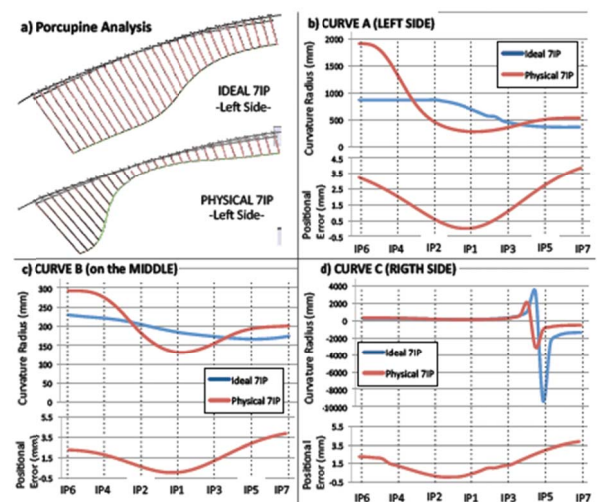 a) Porcupine Analysis
IDEAL 7IP
-Left Side-
PHYSICAL 7IP
-Left Side-
b) CURVE A (LEFT SIDE)
Curvature Radius (mm)
2000
1500
1000
500
0
Ideal 7IP
Physical 7IP
Positional
Error (mm)
4.5
3.5
2.5
1.5
0.5
-0.5
IP6 IP4 IP2 IP1 IP3 IP5 IP7
c) CURVE B (on the MIDDLE)
Curvature Radius (mm)
300
250
200
150
100
50
0
Ideal 7IP
Physical 7IP
Positional
Error (mm)
5.5
3.5
1.5
-0.5
IP6 IP4 IP2 IP1 IP3 IP5 IP7
d) CURVE C (RIGTH SIDE)
Curvature Radius (mm)
4000
2000
0
-2000
-4000
-6000
-8000
-10000
Ideal 7IP
Physical 7IP
Positional
Error (mm)
5.5
3.5
1.5
-0.5
IP6 IP4 IP2 IP1 IP3 IP5 IP7